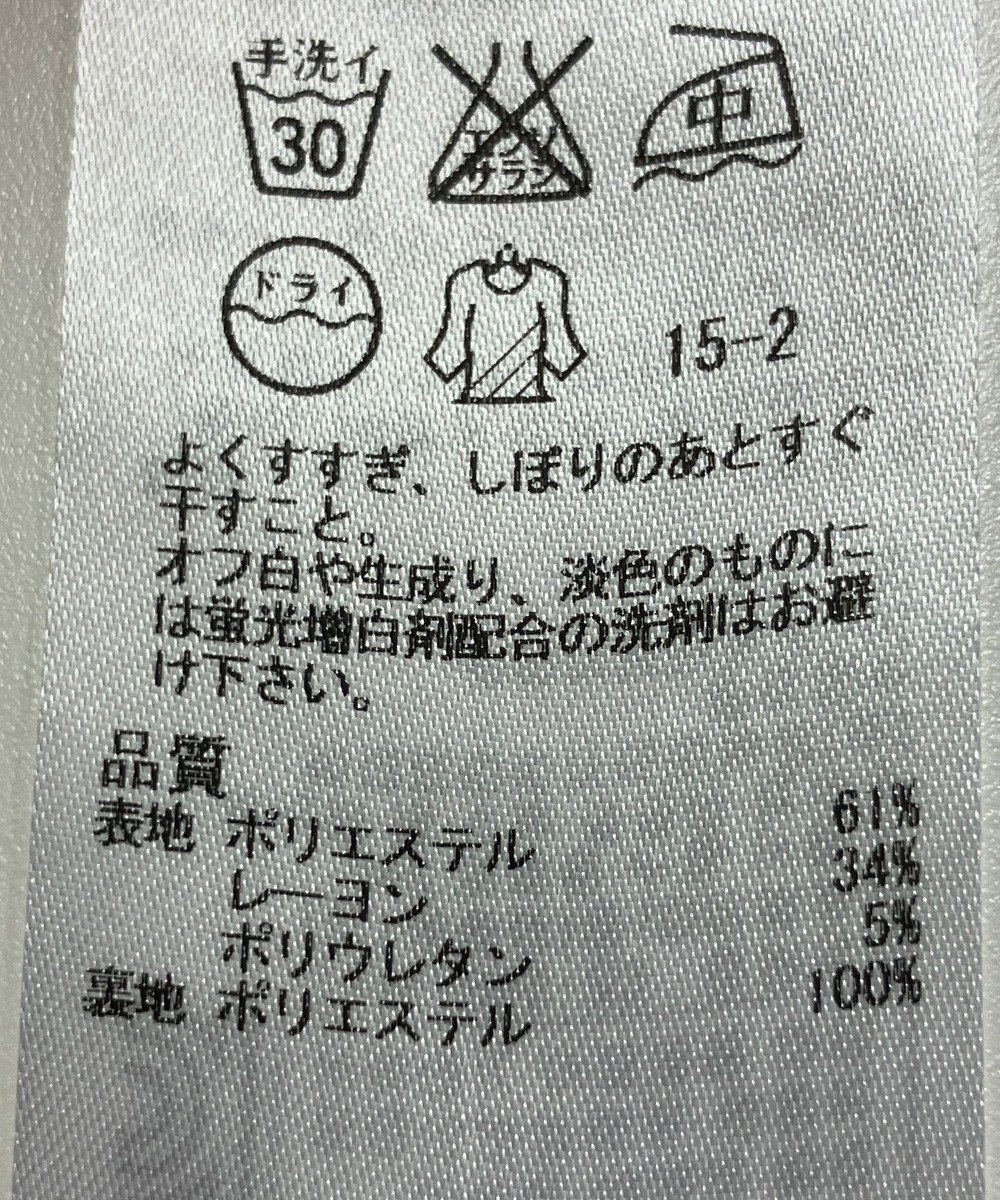 手洗イ
30
エンソ
サラシ
中
ドライ
15-2
よくすすぎ、しぼりのあとすぐ
干すこと。
オフ白や生成り、淡色のものに
は蛍光増白剤配合の洗剤はお避
け下さい。
品質
表地 ポリエステル 61%
レーヨン 34%
ポリウレタン 5%
裏地 ポリエステル 100%